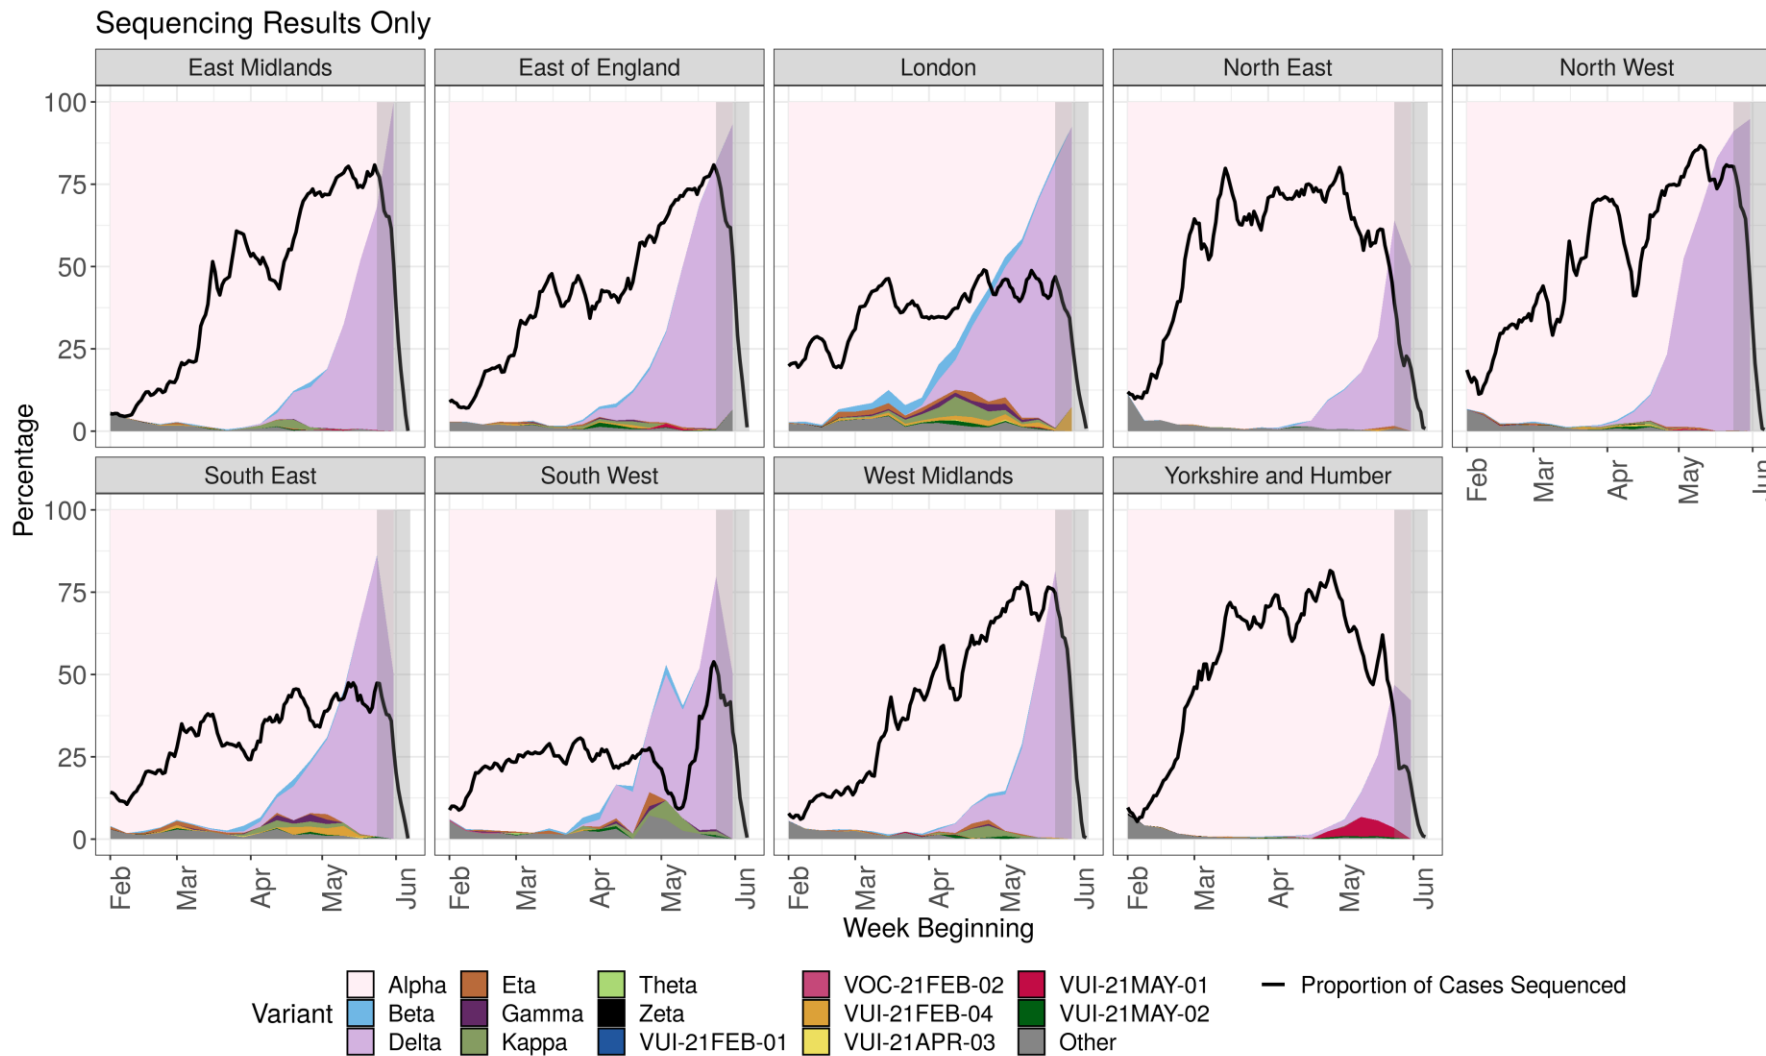 Sequencing Results Only
East Midlands
East of England
London
North East
North West
100
75
50
25
0
Feb
Mar
Apr
May
Jun
South East
South West
West Midlands
Yorkshire and Humber
100
75
50
25
0
Feb
Mar
Apr
May
Jun
Feb
Mar
Apr
May
Jun
Feb
Mar
Apr
May
Jun
Feb
Mar
Apr
May
Jun
Percentage
Week Beginning
Variant
Alpha
Beta
Delta
Eta
Gamma
Kappa
Theta
Zeta
VUI-21FEB-01
VOC-21FEB-02
VUI-21FEB-04
VUI-21APR-03
VUI-21MAY-01
VUI-21MAY-02
Other
Proportion of Cases Sequenced